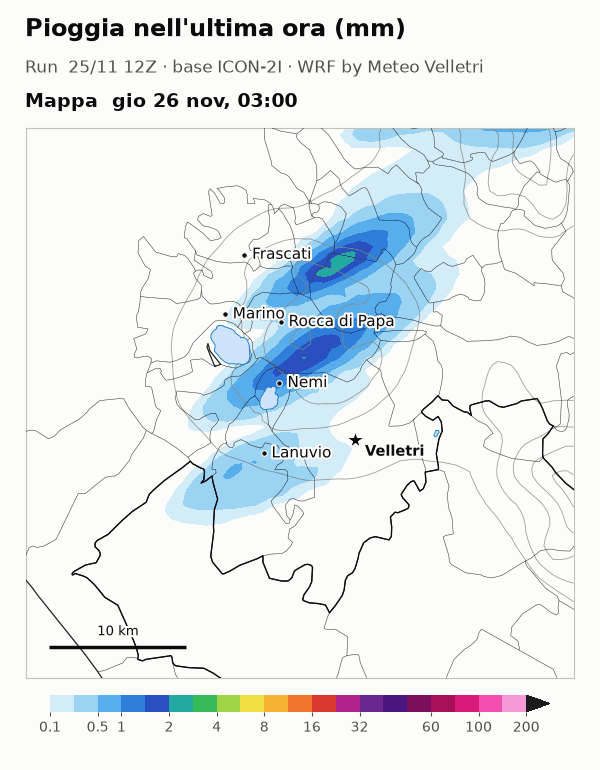 Pioggia nell'ultima ora (mm)
Run  25/11 12Z · base ICON-2I · WRF by Meteo Velletri
Mappa  gio 26 nov, 03:00
Frascati
Marino
Rocca di Papa
Nemi
Velletri
Lanuvio
10 km
0.1 0.5 1 2 4 8 16 32 60 100 200